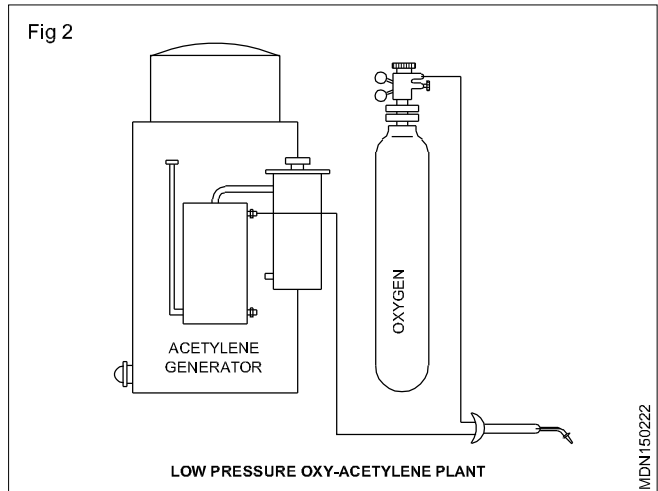 Fig 2
OXYGEN
ACETYLENE
GENERATOR
LOW PRESSURE OXY-ACETYLENE PLANT
MDN150222